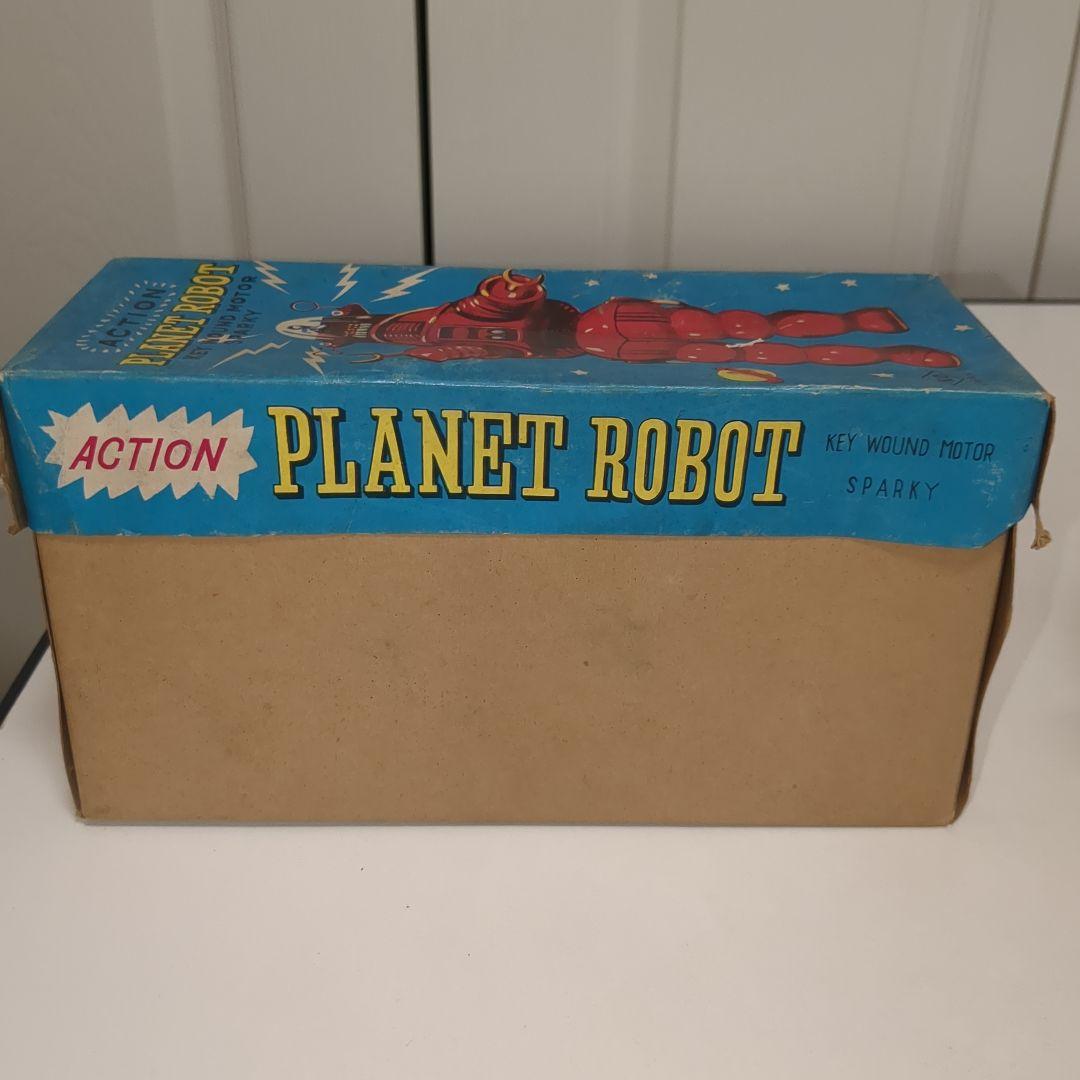 ACTION
PLANET ROBOT
KEY WOUND MOTOR
SPARKY
ACTION
PLANET ROBOT
KEY WOUND MOTOR
SPARKY